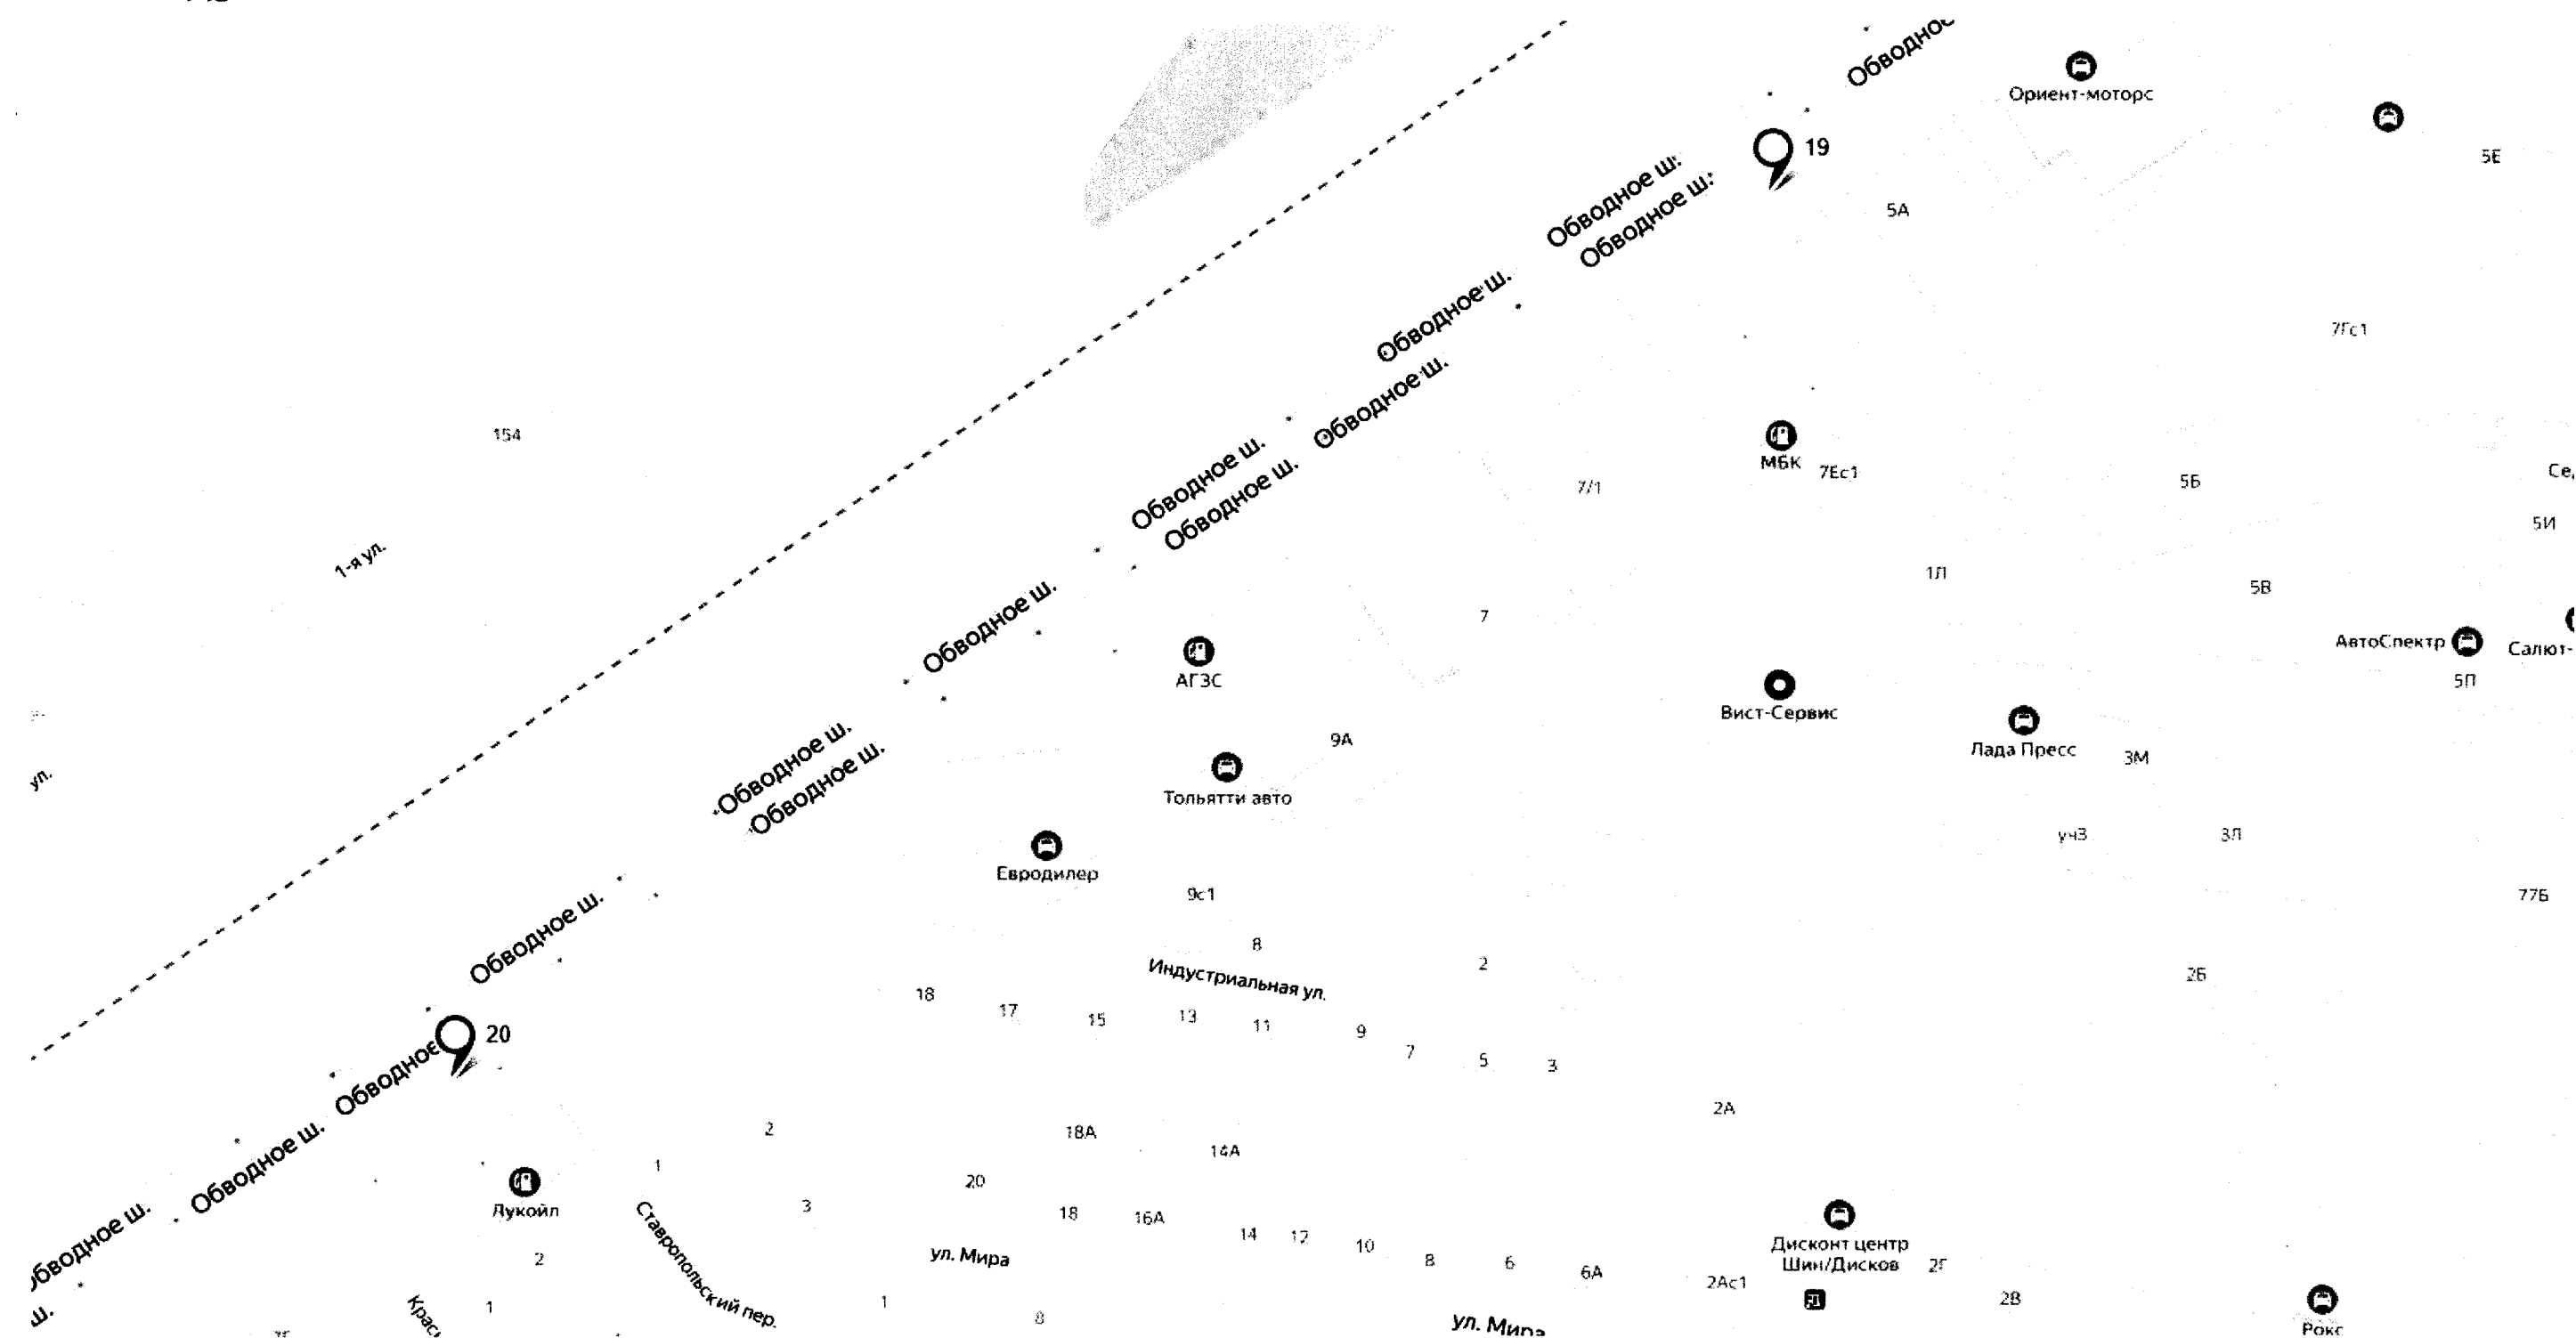 Обводное
Ориент-моторс
19
5Е
5А
Обводное ш.
Обводное ш.
Обводное ш.
7Гс1
Обводное ш.
154
МБК
7Ес1
7/1
5Б
Обводное ш.
Обводное ш.
5И
1-я ул.
1Л
5В
7
Обводное ш.
АвтоСпектр
Салют-
АГЗС
5П
Вист-Сервис
9А
Лада Пресс
3М
ул.
Обводное ш.
Обводное ш.
Тольятти авто
уч3
3Л
Евродилер
9с1
77Б
Обводное ш.
8
2
Индустриальная ул.
2Б
18
17
15
13
11
9
7
5
3
20
Обводное
2А
2
18А
14А
Обводное ш.
1
20
Лукойл
3
18
16А
14
12
10
8
6
6А
Ставропольский пер.
ул. Мира
Дисконт центр
Шин/Дисков
2Г
2Ас1
2В
бводное ш.
2
1
Крас
1
8
ш.
ул. Мира
Рокс